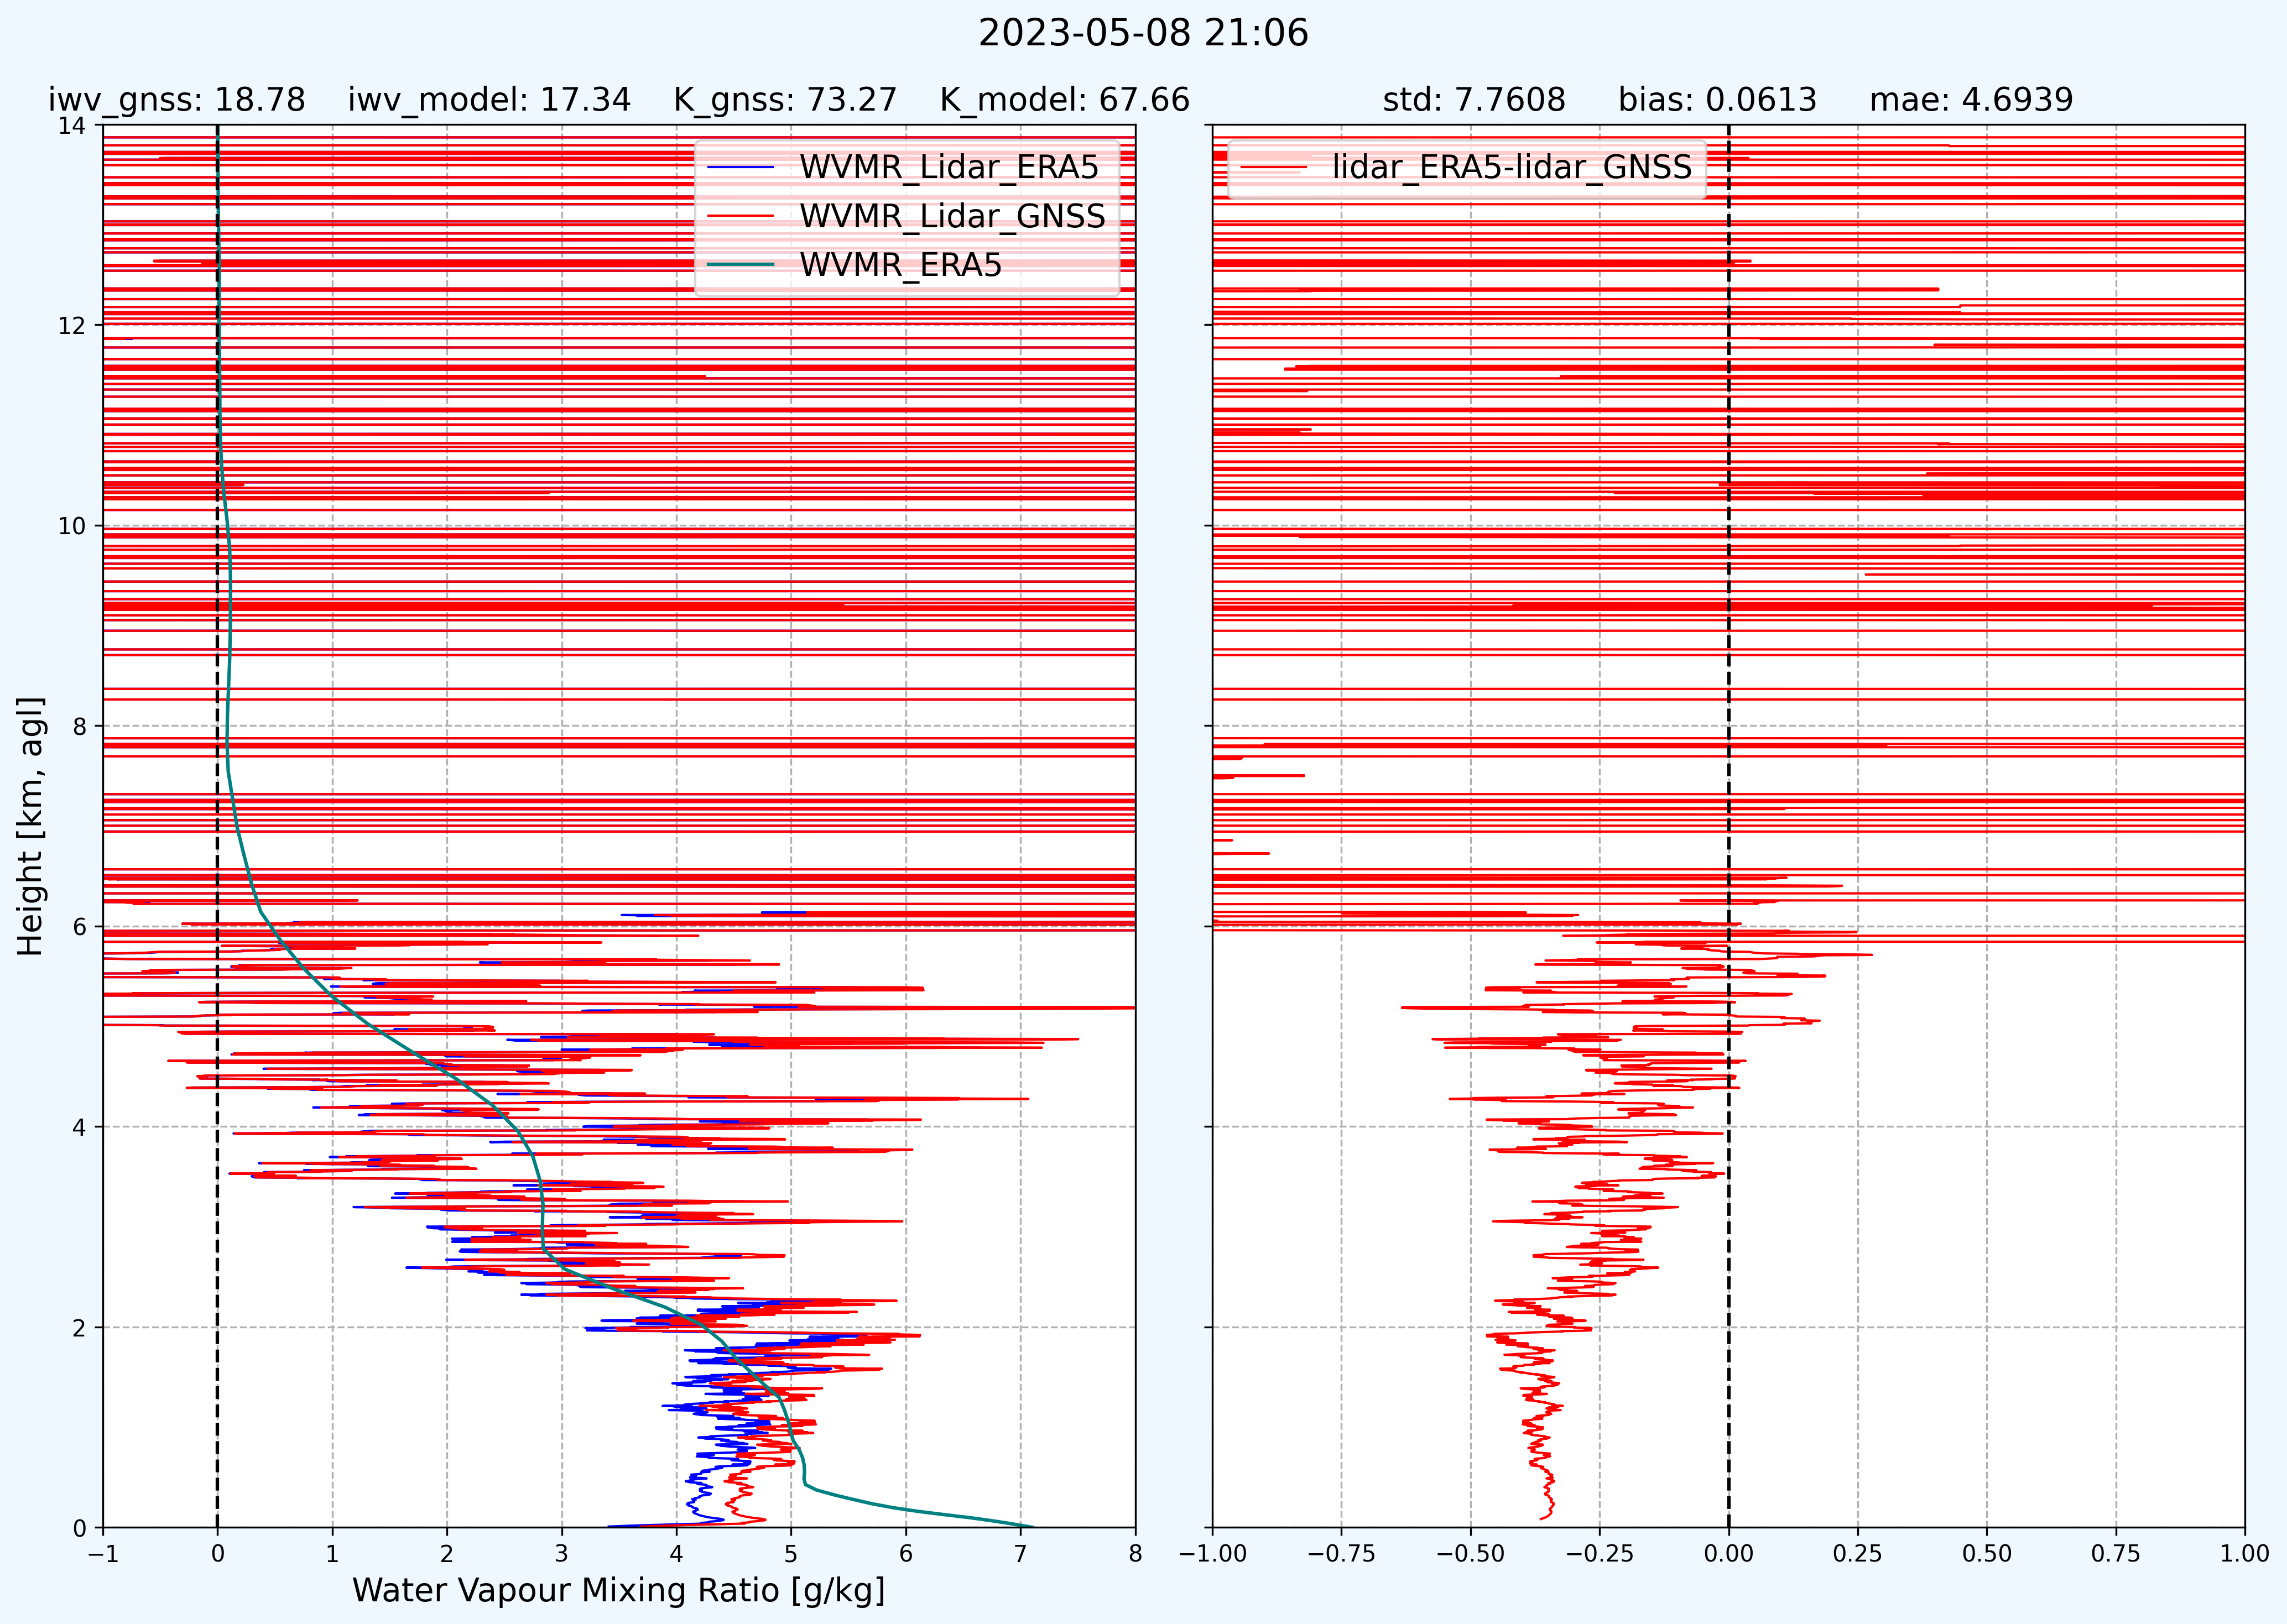 2023-05-08 21:06
iwv_gnss: 18.78 iwv_model: 17.34 K_gnss: 73.27 K_model: 67.66
std: 7.7608 bias: 0.0613 mae: 4.6939
WVMR_Lidar_ERA5
WVMR_Lidar_GNSS
WVMR_ERA5
lidar_ERA5-lidar_GNSS
14
12
10
8
6
4
2
0
Height [km, agl]
−1 0 1 2 3 4 5 6 7 8
Water Vapour Mixing Ratio [g/kg]
−1.00 −0.75 −0.50 −0.25 0.00 0.25 0.50 0.75 1.00